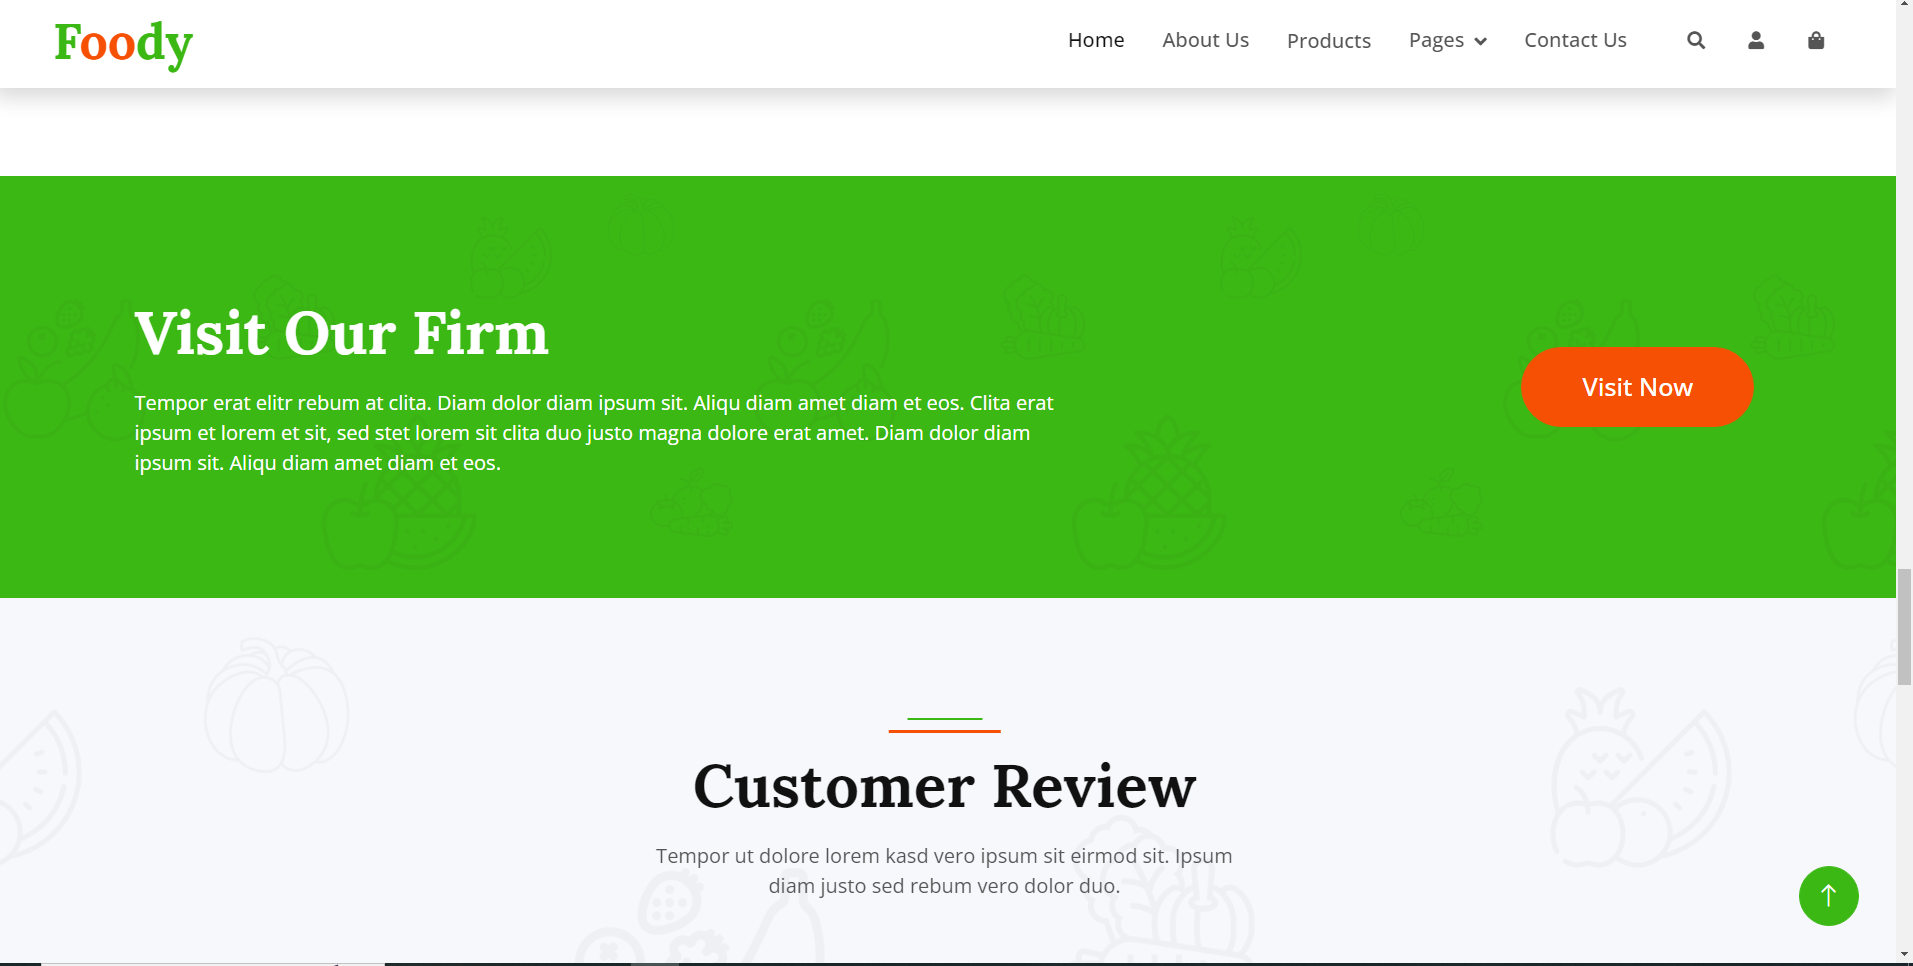 Foody
Home
About Us
Products
Pages
Contact Us
Visit Our Firm
Tempor erat elitr rebum at clita. Diam dolor diam ipsum sit. Aliqu diam amet diam et eos. Clita erat
ipsum et lorem et sit, sed stet lorem sit clita duo justo magna dolore erat amet. Diam dolor diam
ipsum sit. Aliqu diam amet diam et eos.
Visit Now
Customer Review
Tempor ut dolore lorem kasd vero ipsum sit eirmod sit. Ipsum
diam justo sed rebum vero dolor duo.